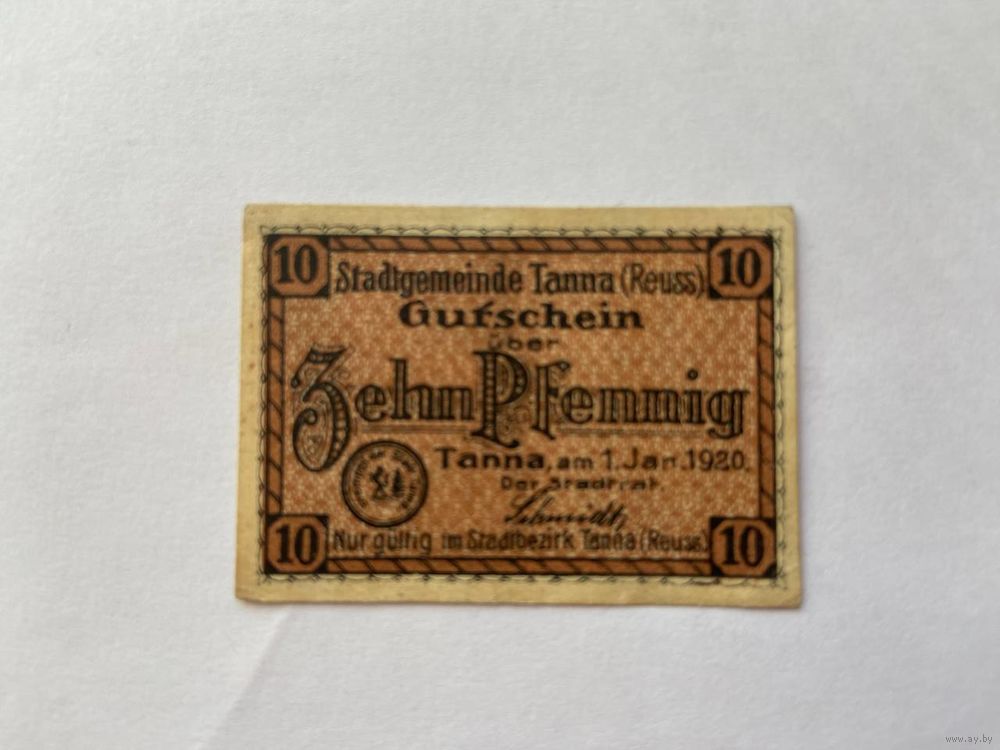 10 Stadtgemeinde Tanna (Reuss) 10
Gutschein
über
Zehn Pfennig
Tanna, am 1. Jan. 1920.
Der Stadtrat.
Schmidt
10 Nur gültig im Stadtbezirk Tanna (Reuss) 10
www.ay.by